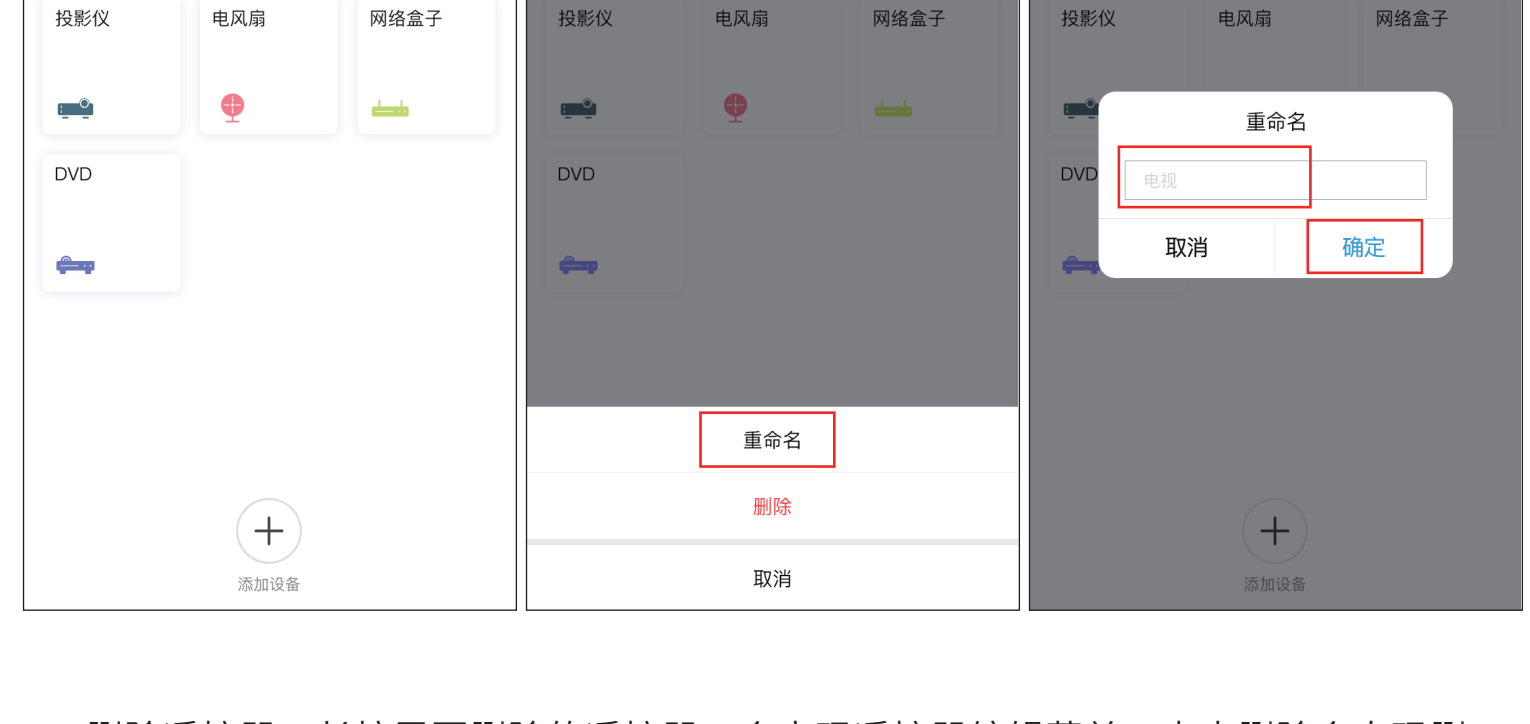 投影仪 电风扇 网络盒子
DVD
添加设备
投影仪 电风扇 网络盒子
DVD
重命名
删除
取消
投影仪 电风扇 网络盒子
DVD
重命名
电视
取消 确定
添加设备